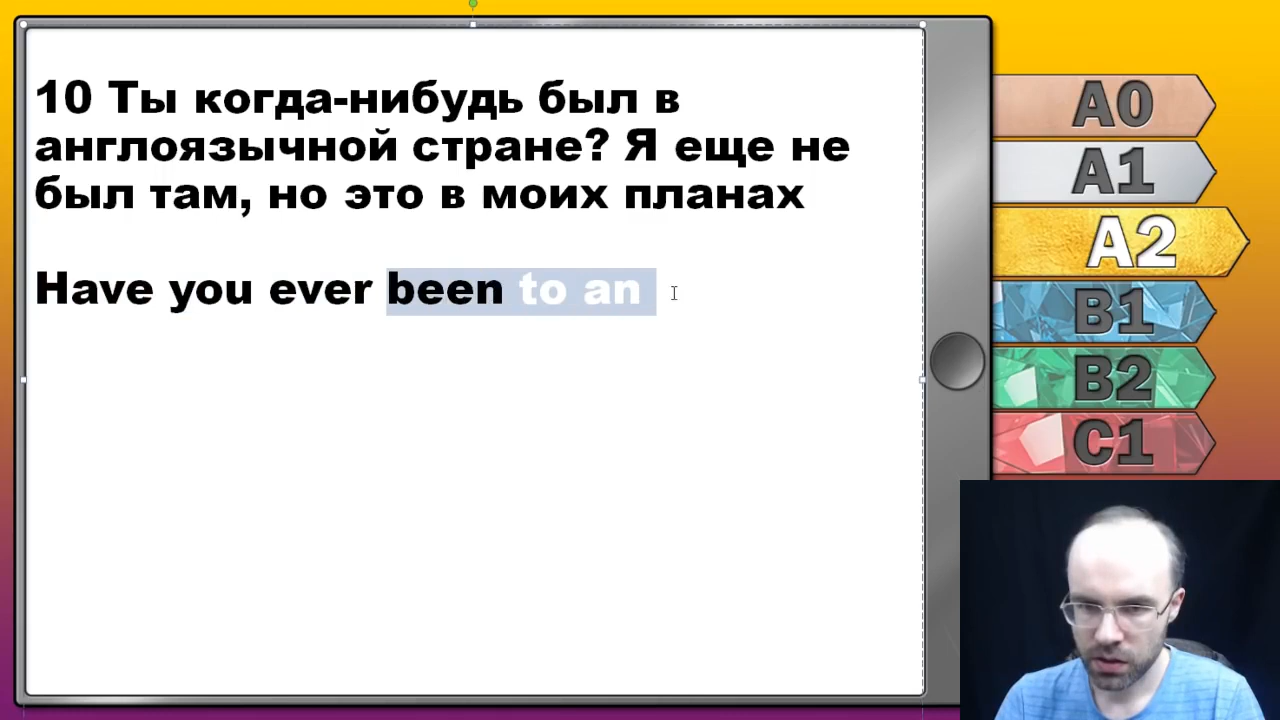 10 Ты когда-нибудь был в
англоязычной стране? Я еще не
был там, но это в моих планах
Have you ever been to an
A0
A1
A2
B1
B2
C1